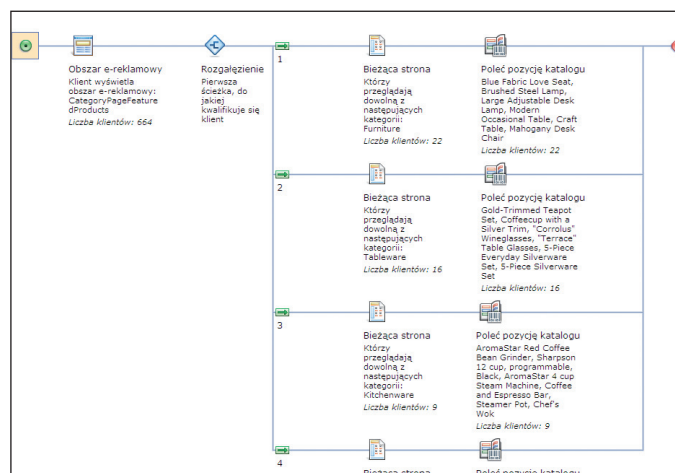 1
Obszar e-reklamowy
Klient wyświetla
obszar e-reklamowy:
CategoryPageFeature
dProducts
Liczba klientów: 664
Rozgałęzienie
Pierwsza
ścieżka, do
jakiej
kwalifikuje się
klient
Bieżąca strona
Którzy
przeglądają
dowolną z
następujących
kategorii:
Furniture
Liczba klientów: 22
Poleć pozycję katalogu
Blue Fabric Love Seat,
Brushed Steel Lamp,
Large Adjustable Desk
Lamp, Modern
Occasional Table, Craft
Table, Mahogany Desk
Chair
Liczba klientów: 22
2
Bieżąca strona
Którzy
przeglądają
dowolną z
następujących
kategorii:
Tableware
Liczba klientów: 16
Poleć pozycję katalogu
Gold-Trimmed Teapot
Set, Coffeecup with a
Silver Trim, "Corrolus"
Wineglasses, "Terrace"
Table Glasses, 5-Piece
Everyday Silverware
Set, 5-Piece Silverware
Set
Liczba klientów: 16
3
Bieżąca strona
Którzy
przeglądają
dowolną z
następujących
kategorii:
Kitchenware
Liczba klientów: 9
Poleć pozycję katalogu
AromaStar Red Coffee
Bean Grinder, Sharpson
12 cup, programmable,
Black, AromaStar 4 cup
Steam Machine, Coffee
and Espresso Bar,
Steamer Pot, Chef's
Wok
Liczba klientów: 9
4
Bieżąca strona
Poleć pozycję katalogu